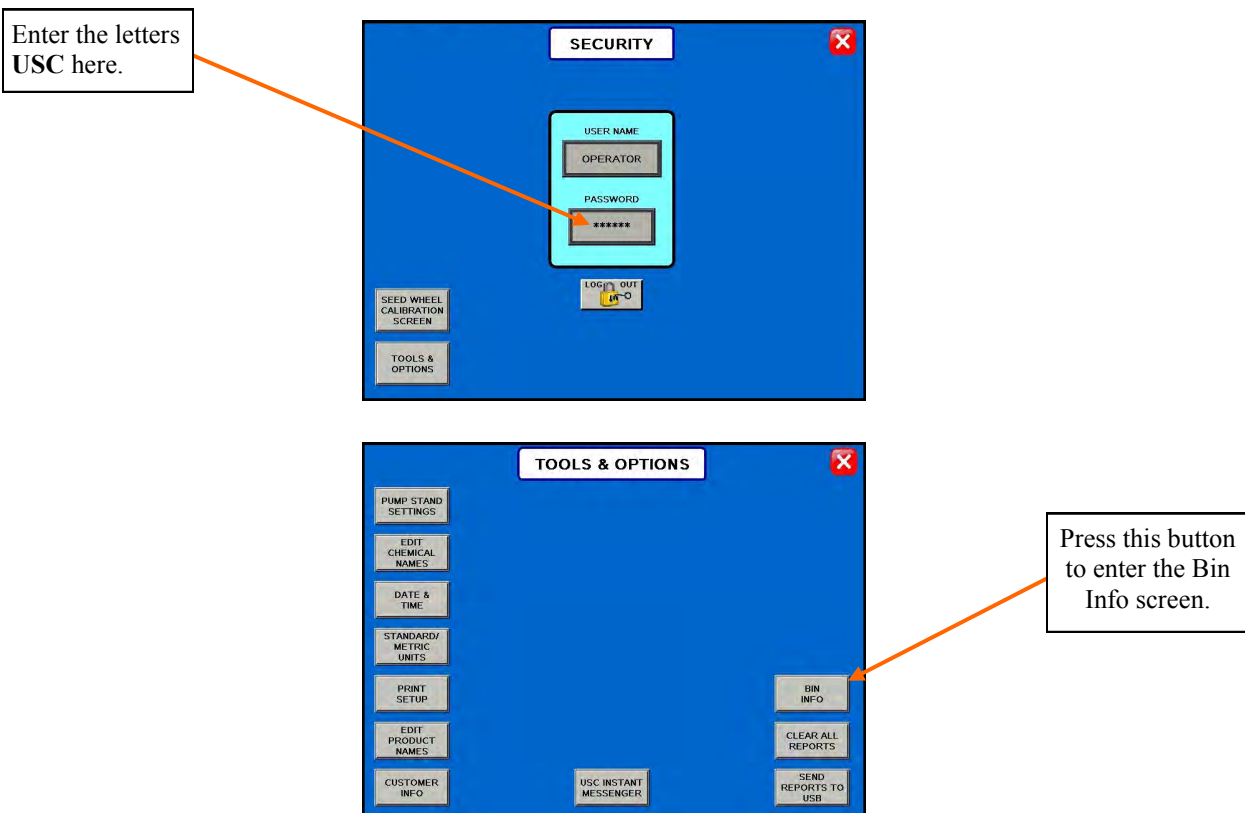 Enter the letters
USC here.
SECURITY
USER NAME
OPERATOR
PASSWORD
******
LOG OUT
SEED WHEEL
CALIBRATION
SCREEN
TOOLS &
OPTIONS
TOOLS & OPTIONS
PUMP STAND
SETTINGS
EDIT
CHEMICAL
NAMES
DATE &
TIME
STANDARD/
METRIC
UNITS
PRINT
SETUP
EDIT
PRODUCT
NAMES
CUSTOMER
INFO
USC INSTANT
MESSENGER
BIN
INFO
CLEAR ALL
REPORTS
SEND
REPORTS TO
USB
Press this button
to enter the Bin
Info screen.